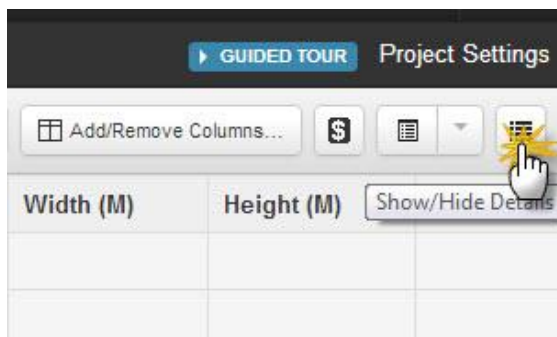 GUIDED TOUR Project Settings
Add/Remove Columns... $
Width (M) Height (M) Show/Hide Details